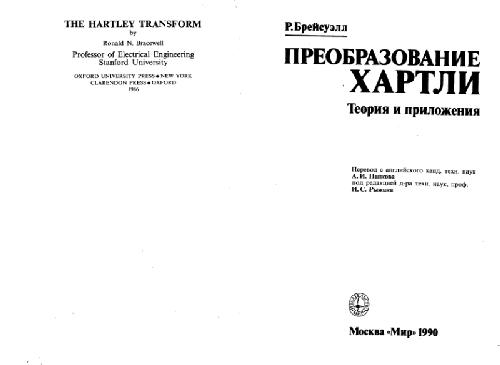 THE HARTLEY TRANSFORM
by
Ronald N. Bracewell
Professor of Electrical Engineering
Stanford University
OXFORD UNIVERSITY PRESS • NEW YORK
CLARENDON PRESS • OXFORD
1986
Р. Брейсуэлл
ПРЕОБРАЗОВАНИЕ
ХАРТЛИ
Теория и приложения
Перевод с английского канд. техн. наук
А. И. Папкова
под редакцией д-ра техн. наук, проф.
И. С. Рыжака
Москва «Мир» 1990